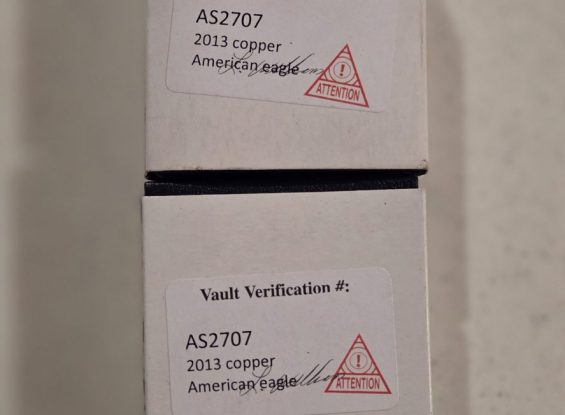 AS2707
2013 copper
American eagle
!
ATTENTION
Vault Verification #:
AS2707
2013 copper
American eagle
!
ATTENTION